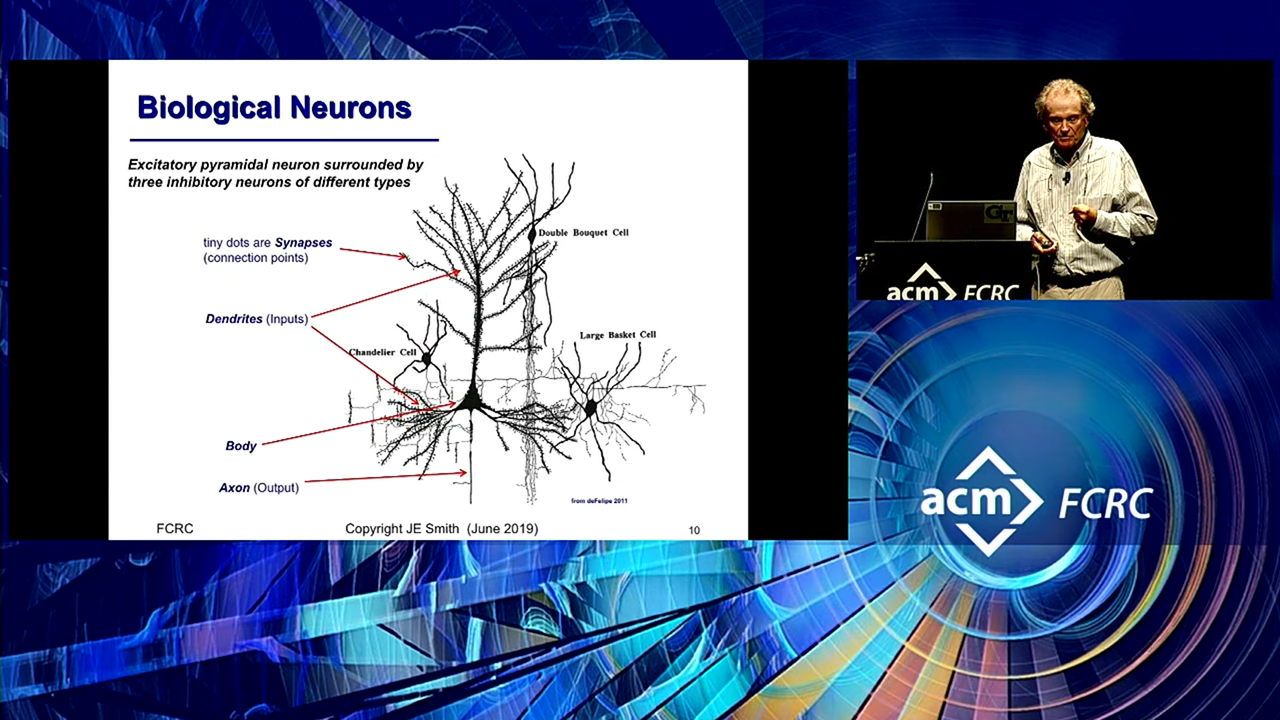 Biological Neurons
Excitatory pyramidal neuron surrounded by
three inhibitory neurons of different types
tiny dots are Synapses
(connection points)
Double Bouquet Cell
Dendrites (Inputs)
Large Basket Cell
Chandelier Cell
Body
Axon (Output)
from deFelipe 2011
FCRC
Copyright JE Smith (June 2019)
10
GT
acm FCRC
acm FCRC